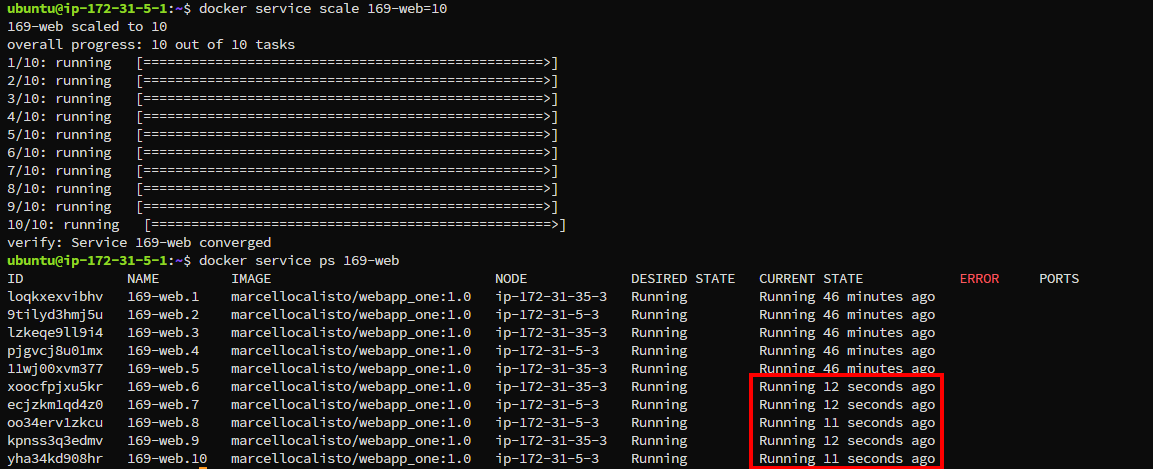 ubuntu@ip-172-31-5-1:~$ docker service scale 169-web=10
169-web scaled to 10
overall progress: 10 out of 10 tasks
1/10: running   [==================================================>]
2/10: running   [==================================================>]
3/10: running   [==================================================>]
4/10: running   [==================================================>]
5/10: running   [==================================================>]
6/10: running   [==================================================>]
7/10: running   [==================================================>]
8/10: running   [==================================================>]
9/10: running   [==================================================>]
10/10: running   [==================================================>]
verify: Service 169-web converged
ubuntu@ip-172-31-5-1:~$ docker service ps 169-web
ID             NAME         IMAGE                            NODE             DESIRED STATE   CURRENT STATE            ERROR     PORTS
loqkxexvibhv   169-web.1    marcellocalisto/webapp_one:1.0   ip-172-31-35-3   Running         Running 46 minutes ago
9tilyd3hmj5u   169-web.2    marcellocalisto/webapp_one:1.0   ip-172-31-5-3    Running         Running 46 minutes ago
lzkeqe9ll9i4   169-web.3    marcellocalisto/webapp_one:1.0   ip-172-31-35-3   Running         Running 46 minutes ago
pjgvcj8u01mx   169-web.4    marcellocalisto/webapp_one:1.0   ip-172-31-5-3    Running         Running 46 minutes ago
11wj00xvm377   169-web.5    marcellocalisto/webapp_one:1.0   ip-172-31-35-3   Running         Running 46 minutes ago
xoocfpjxu5kr   169-web.6    marcellocalisto/webapp_one:1.0   ip-172-31-35-3   Running         Running 12 seconds ago
ecjzkm1qd4z0   169-web.7    marcellocalisto/webapp_one:1.0   ip-172-31-5-3    Running         Running 12 seconds ago
oo34erv1zkcu   169-web.8    marcellocalisto/webapp_one:1.0   ip-172-31-5-3    Running         Running 11 seconds ago
kpnss3q3edmv   169-web.9    marcellocalisto/webapp_one:1.0   ip-172-31-35-3   Running         Running 12 seconds ago
yha34kd908hr   169-web.10   marcellocalisto/webapp_one:1.0   ip-172-31-5-3    Running         Running 11 seconds ago